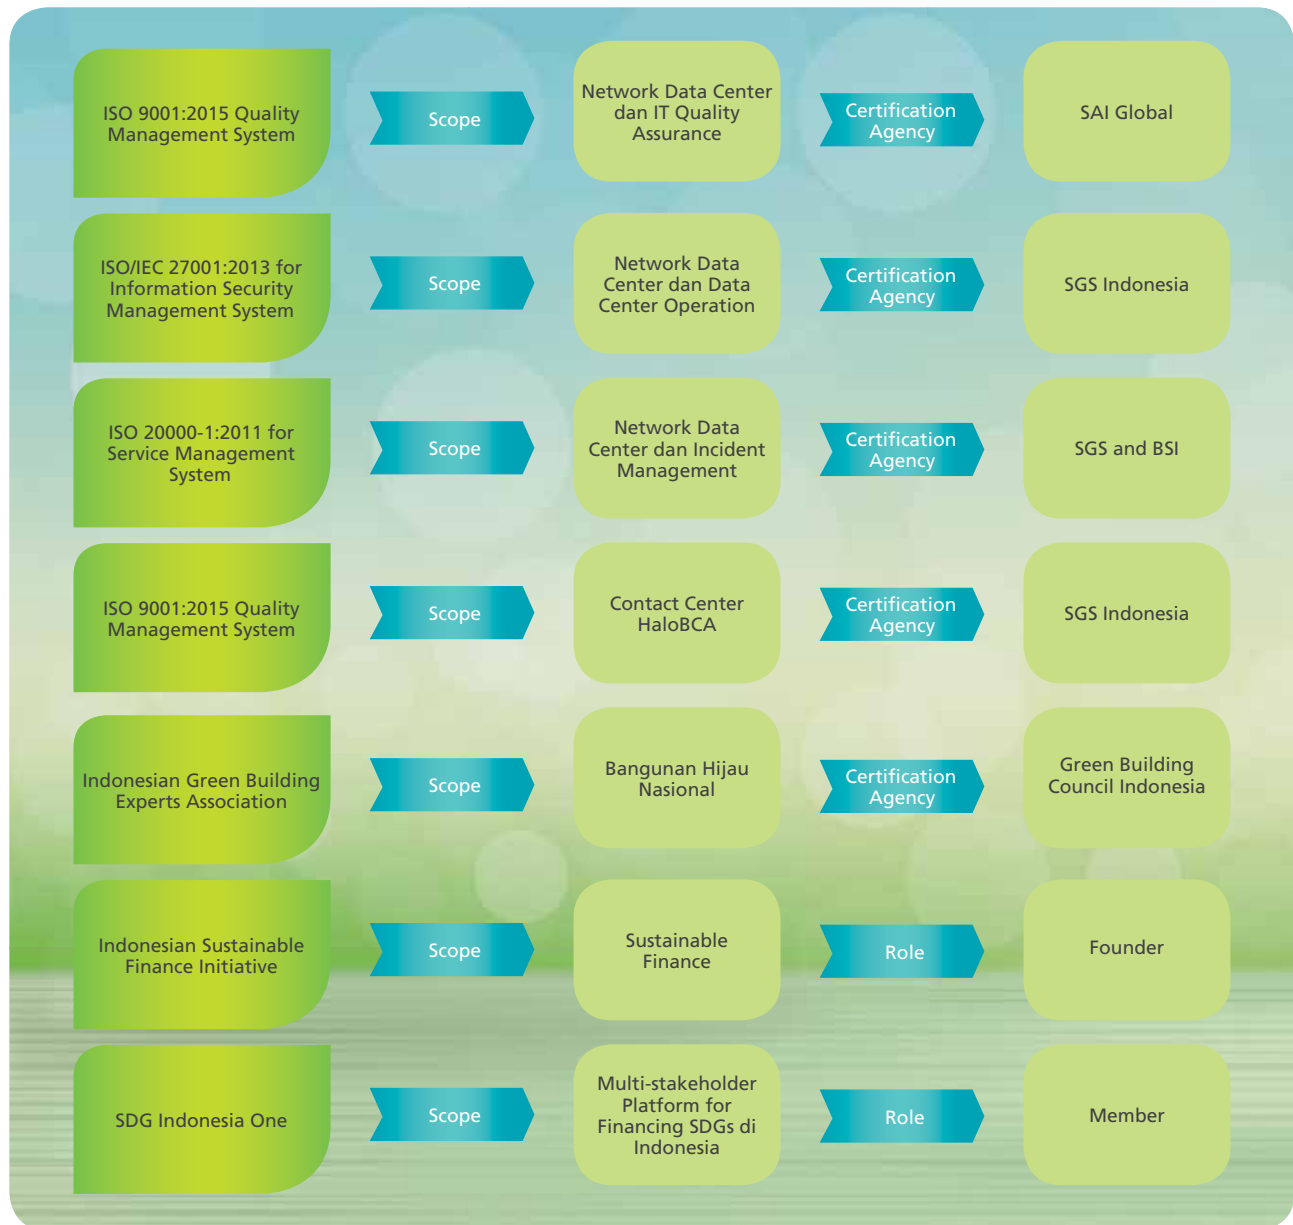 ISO 9001:2015 Quality
Management System
Scope
Network Data Center
dan IT Quality
Assurance
Certification
Agency
SAI Global
ISO/IEC 27001:2013 for
Information Security
Management System
Scope
Network Data
Center dan Data
Center Operation
Certification
Agency
SGS Indonesia
ISO 20000-1:2011 for
Service Management
System
Scope
Network Data
Center dan Incident
Management
Certification
Agency
SGS and BSI
ISO 9001:2015 Quality
Management System
Scope
Contact Center
HaloBCA
Certification
Agency
SGS Indonesia
Indonesian Green Building
Experts Association
Scope
Bangunan Hijau
Nasional
Certification
Agency
Green Building
Council Indonesia
Indonesian Sustainable
Finance Initiative
Scope
Sustainable
Finance
Role
Founder
SDG Indonesia One
Scope
Multi-stakeholder
Platform for
Financing SDGs di
Indonesia
Role
Member